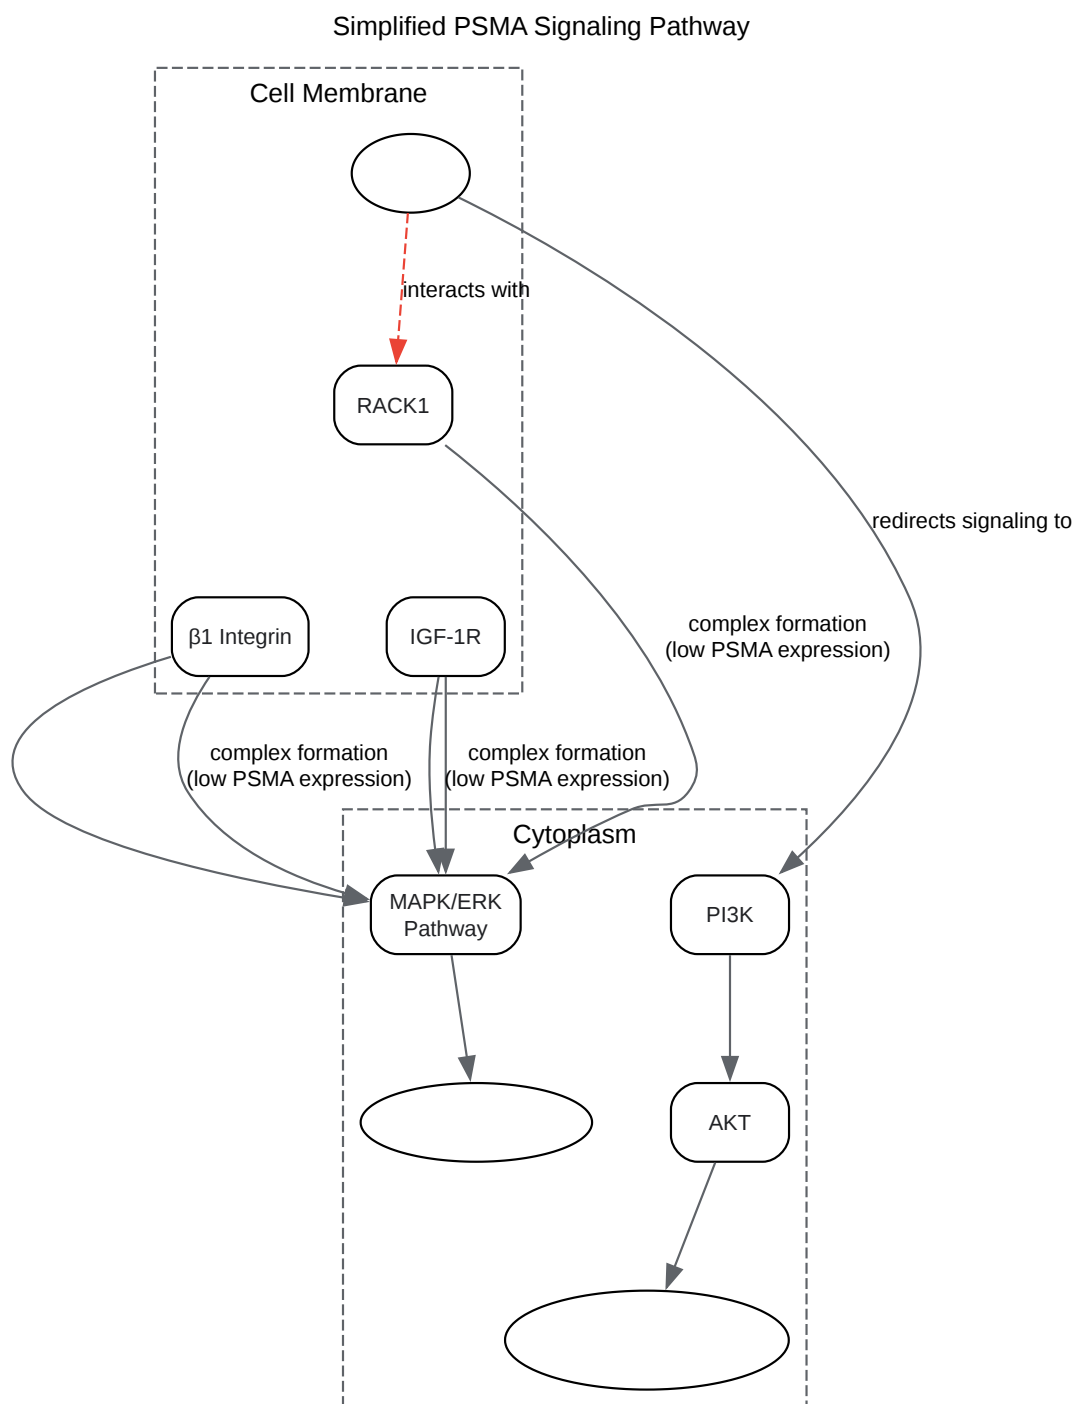 Simplified PSMA Signaling Pathway
Cell Membrane
interacts with
RACK1
redirects signaling to
complex formation
(low PSMA expression)
β1 Integrin
IGF-1R
complex formation
(low PSMA expression)
complex formation
(low PSMA expression)
Cytoplasm
MAPK/ERK
Pathway
PI3K
AKT